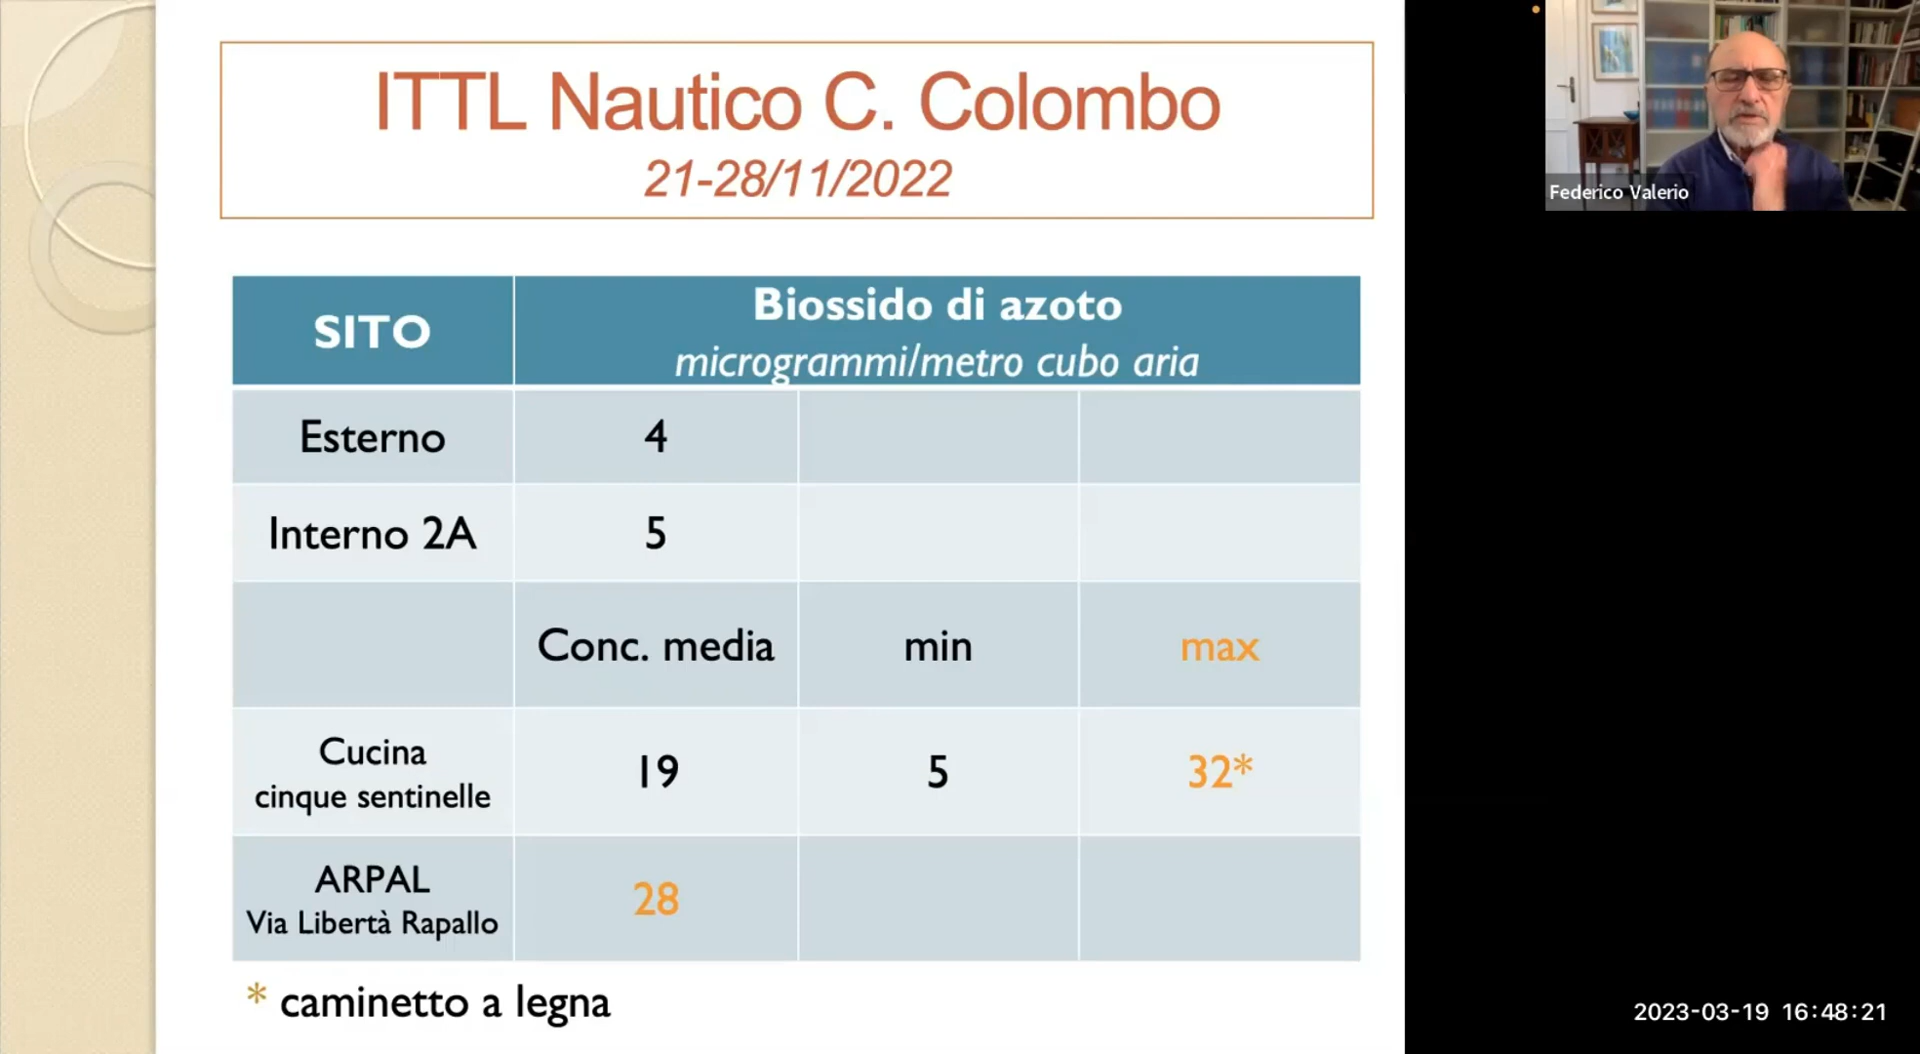 ITTL Nautico C. Colombo
21-28/11/2022
SITO
Biossido di azoto
microgrammi/metro cubo aria
Esterno
4
Interno 2A
5
Conc. media
min
max
Cucina
cinque sentinelle
19
5
32*
ARPAL
Via Libertà Rapallo
28
* caminetto a legna
Federico Valerio
2023-03-19 16:48:21